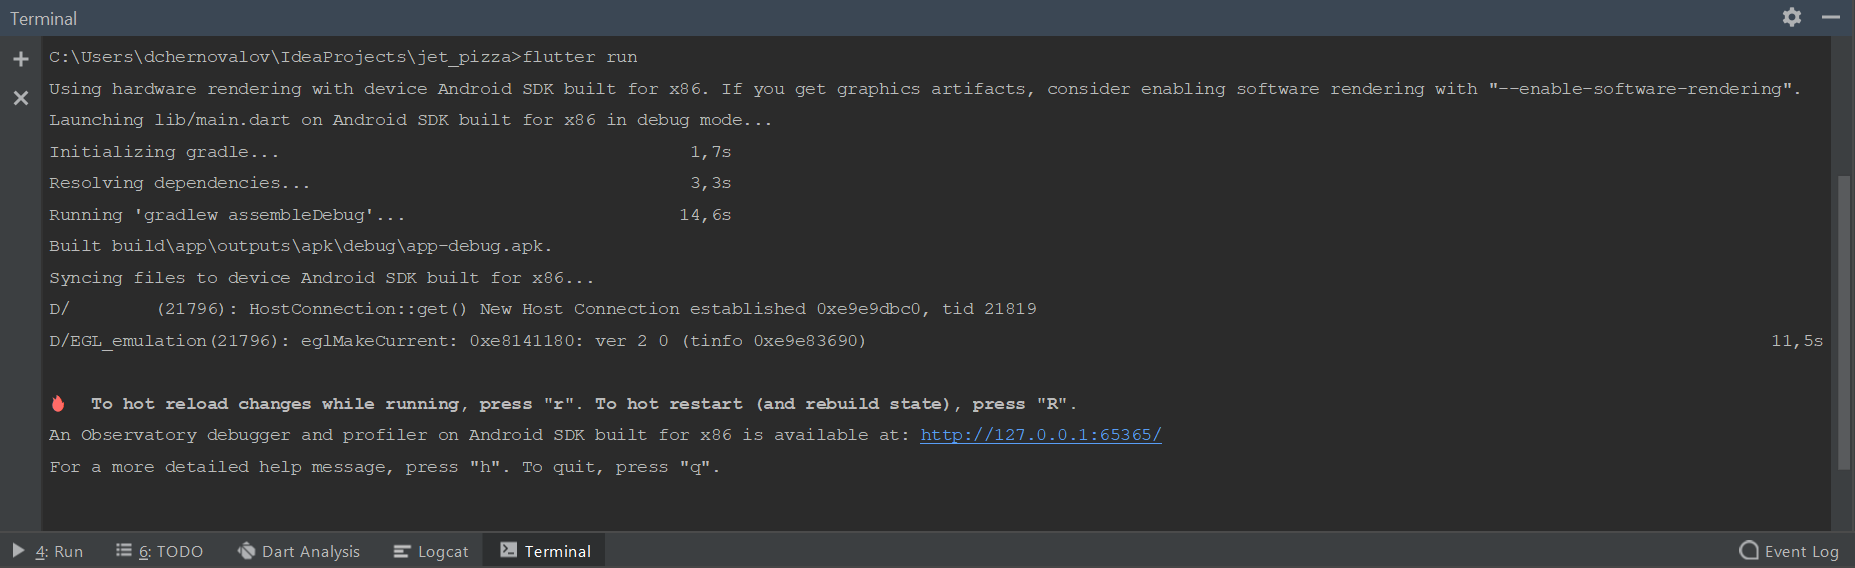 Terminal
C:\Users\dchernovalov\IdeaProjects\jet_pizza>flutter run
Using hardware rendering with device Android SDK built for x86. If you get graphics artifacts, consider enabling software rendering with "--enable-software-rendering".
Launching lib/main.dart on Android SDK built for x86 in debug mode...
Initializing gradle... 1,7s
Resolving dependencies... 3,3s
Running 'gradlew assembleDebug'... 14,6s
Built build\app\outputs\apk\debug\app-debug.apk.
Syncing files to device Android SDK built for x86...
D/ (21796): HostConnection::get() New Host Connection established 0xe9e9dbc0, tid 21819
D/EGL_emulation(21796): eglMakeCurrent: 0xe8141180: ver 2 0 (tinfo 0xe9e83690) 11,5s
To hot reload changes while running, press "r". To hot restart (and rebuild state), press "R".
An Observatory debugger and profiler on Android SDK built for x86 is available at: http://127.0.0.1:65365/
For a more detailed help message, press "h". To quit, press "q".
4: Run 6: TODO Dart Analysis Logcat Terminal Event Log